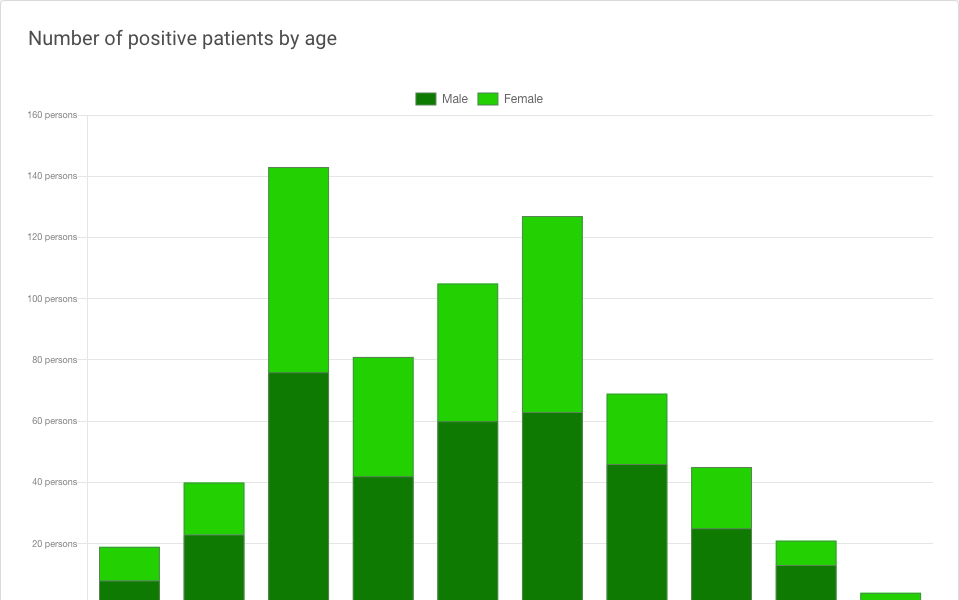 Number of positive patients by age
Male Female
160 persons
140 persons
120 persons
100 persons
80 persons
60 persons
40 persons
20 persons